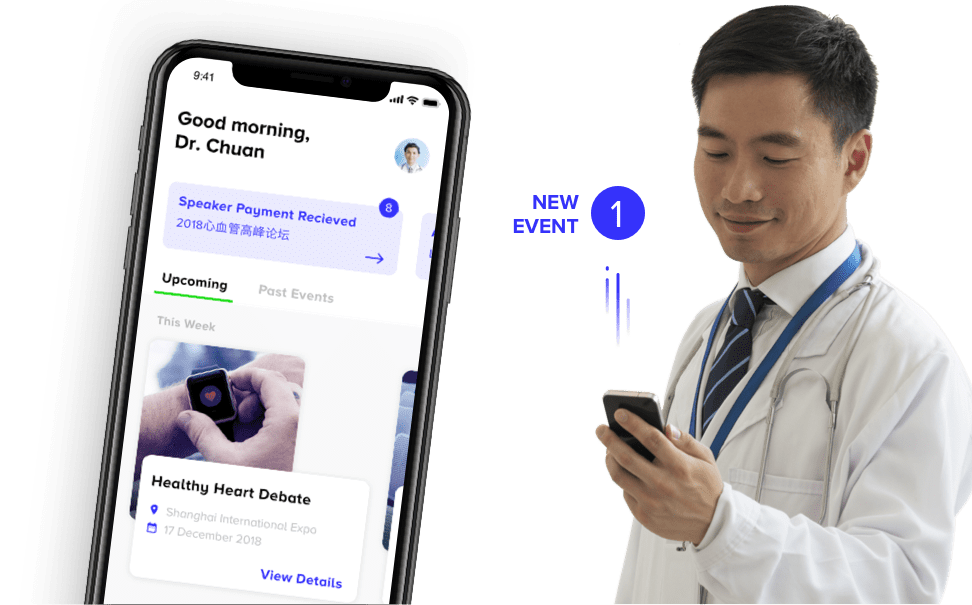 9:41
Good morning,
Dr. Chuan
8
Speaker Payment Recieved
2018心血管高峰论坛
Upcoming
Past Events
This Week
Healthy Heart Debate
Shanghai International Expo
17 December 2018
View Details
NEW
EVENT
1